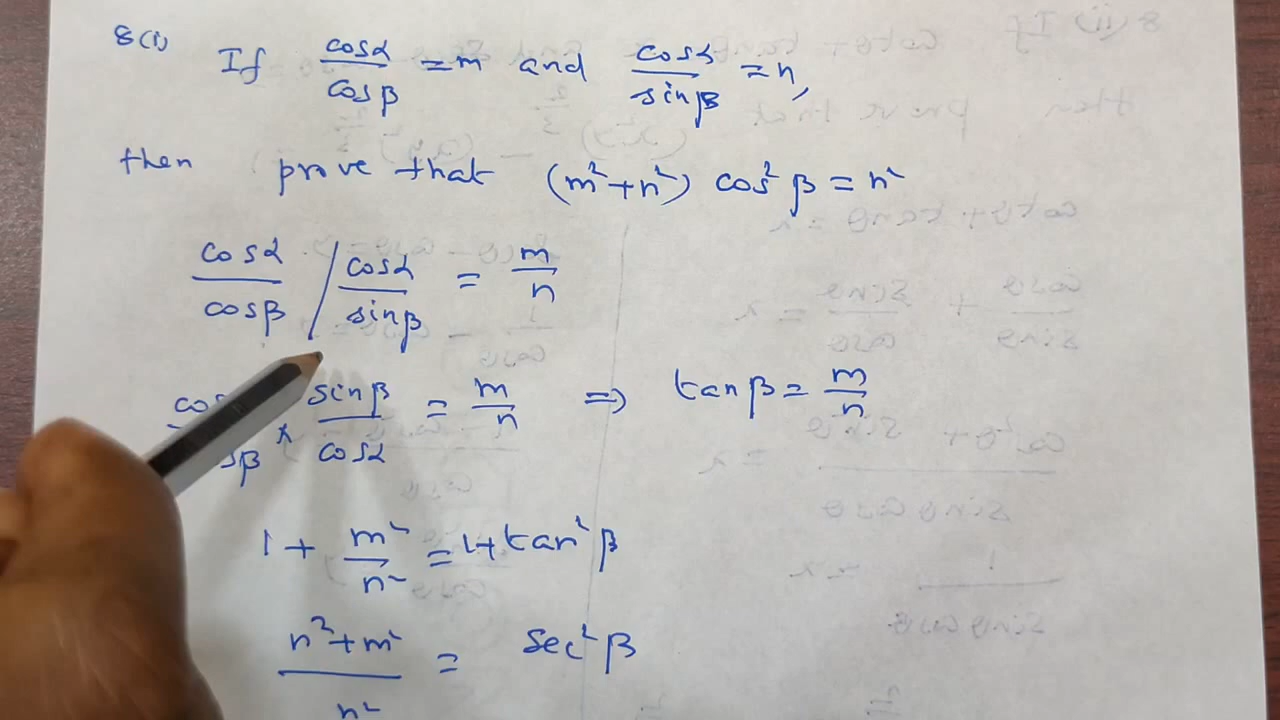 8(i) If cosα/cosβ = m and cosα/sinβ = n,
then prove that (m²+n²) cos²β = n²
cosα/cosβ / cosα/sinβ = m/n
sinβ/cosα = m/n ⇒ tanβ = m/n
1 + m²/n² = 1+tan²β
n²+m²/n² = sec²β